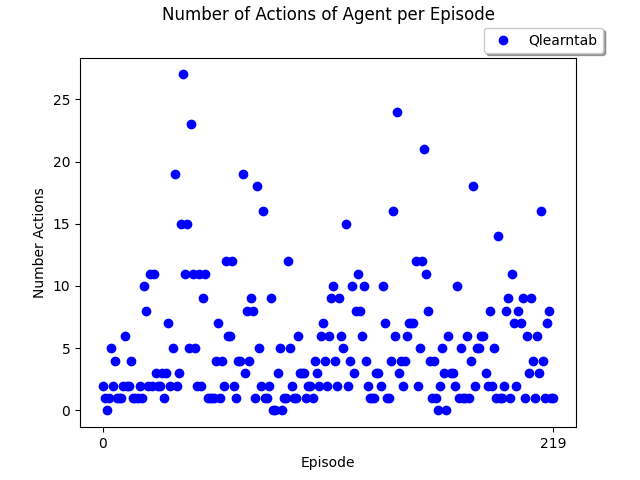 Number of Actions of Agent per Episode
Qlearntab
25
20
15
10
5
0
Number Actions
0 219
Episode